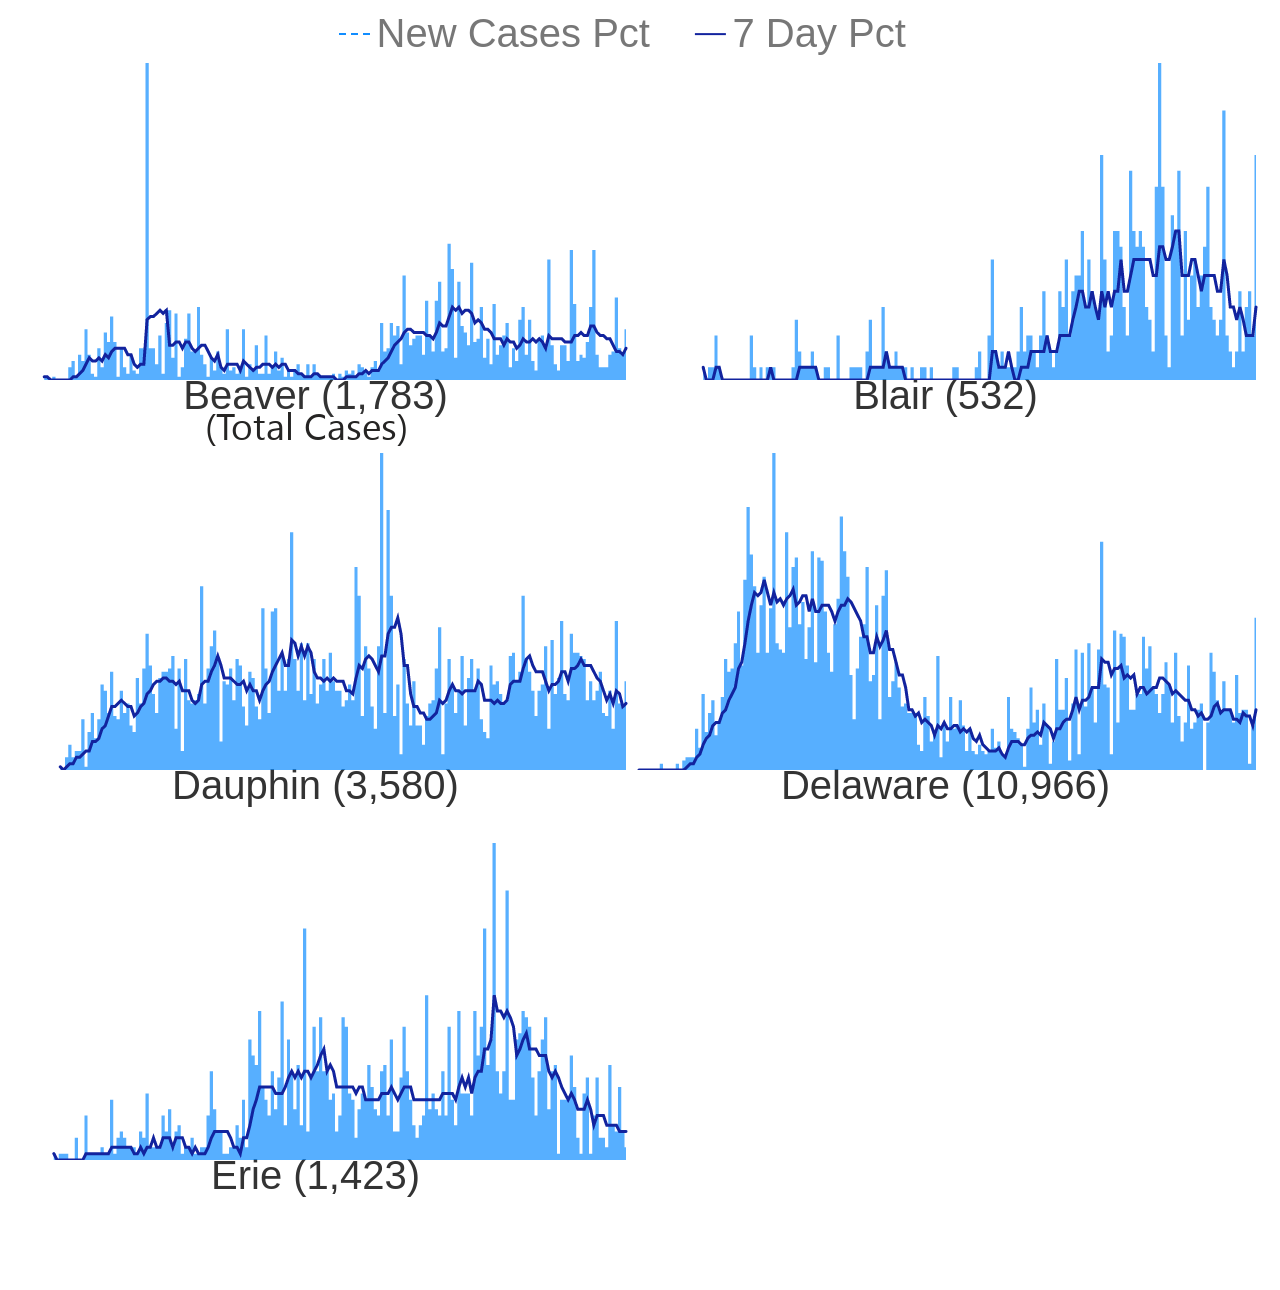 New Cases Pct 7 Day Pct
Beaver (1,783) Blair (532)
(Total Cases)
Dauphin (3,580) Delaware (10,966)
Erie (1,423)